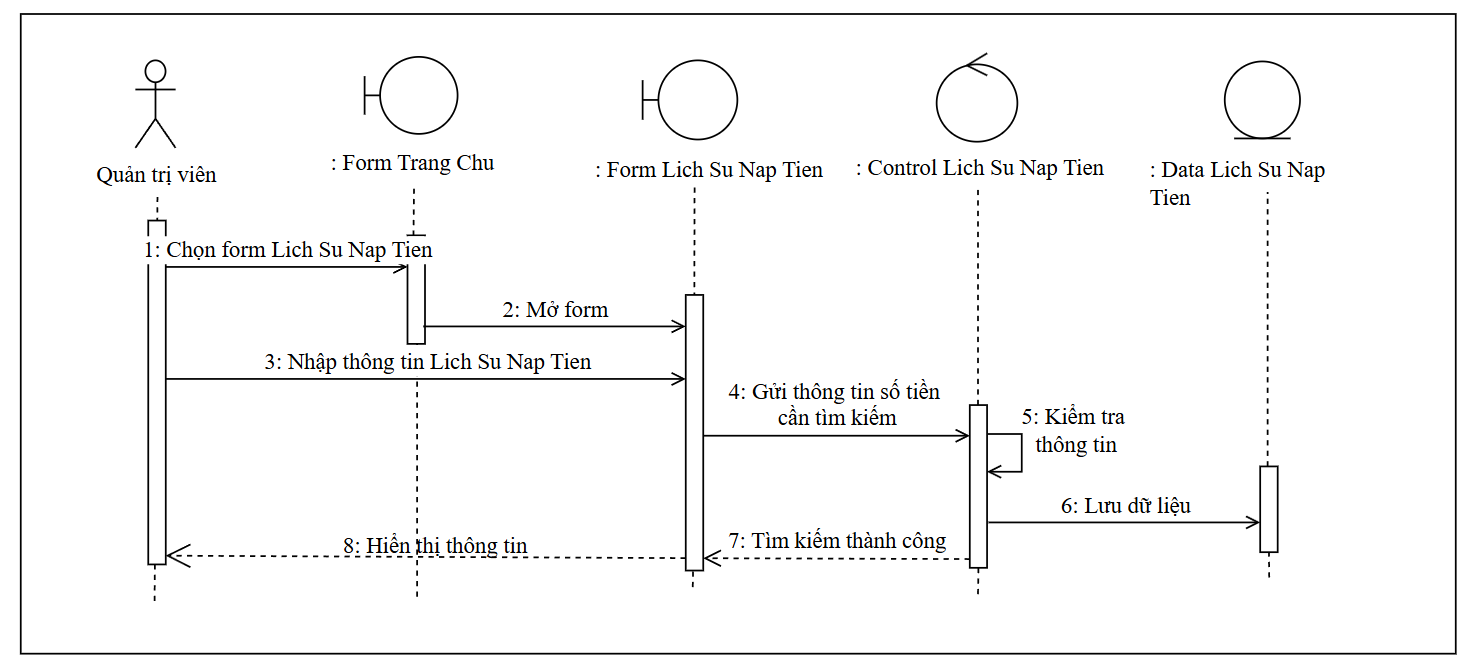 Quản trị viên
: Form Trang Chu
: Form Lich Su Nap Tien
: Control Lich Su Nap Tien
: Data Lich Su Nap
Tien
1: Chọn form Lich Su Nap Tien
2: Mở form
3: Nhập thông tin Lich Su Nap Tien
4: Gửi thông tin số tiền
cần tìm kiếm
5: Kiểm tra
thông tin
6: Lưu dữ liệu
7: Tìm kiếm thành công
8: Hiển thị thông tin